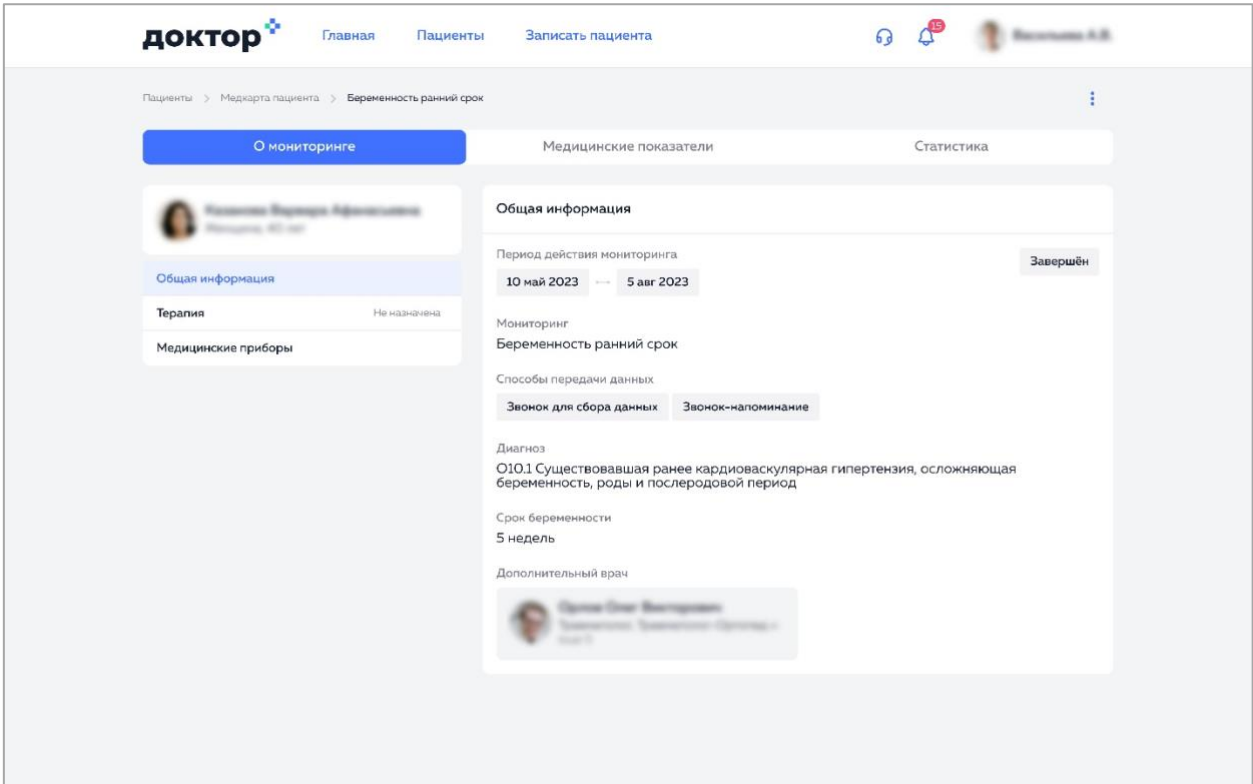 доктор
Главная Пациенты Записать пациента
15
Пациенты > Медкарта пациента > Беременность ранний срок
О мониторинге Медицинские показатели Статистика
Общая информация
Терапия Не назначена
Медицинские приборы
Общая информация
Период действия мониторинга
Завершён
10 май 2023 5 авг 2023
Мониторинг
Беременность ранний срок
Способы передачи данных
Звонок для сбора данных Звонок-напоминание
Диагноз
O10.1 Существовавшая ранее кардиоваскулярная гипертензия, осложняющая
беременность, роды и послеродовой период
Срок беременности
5 недель
Дополнительный врач